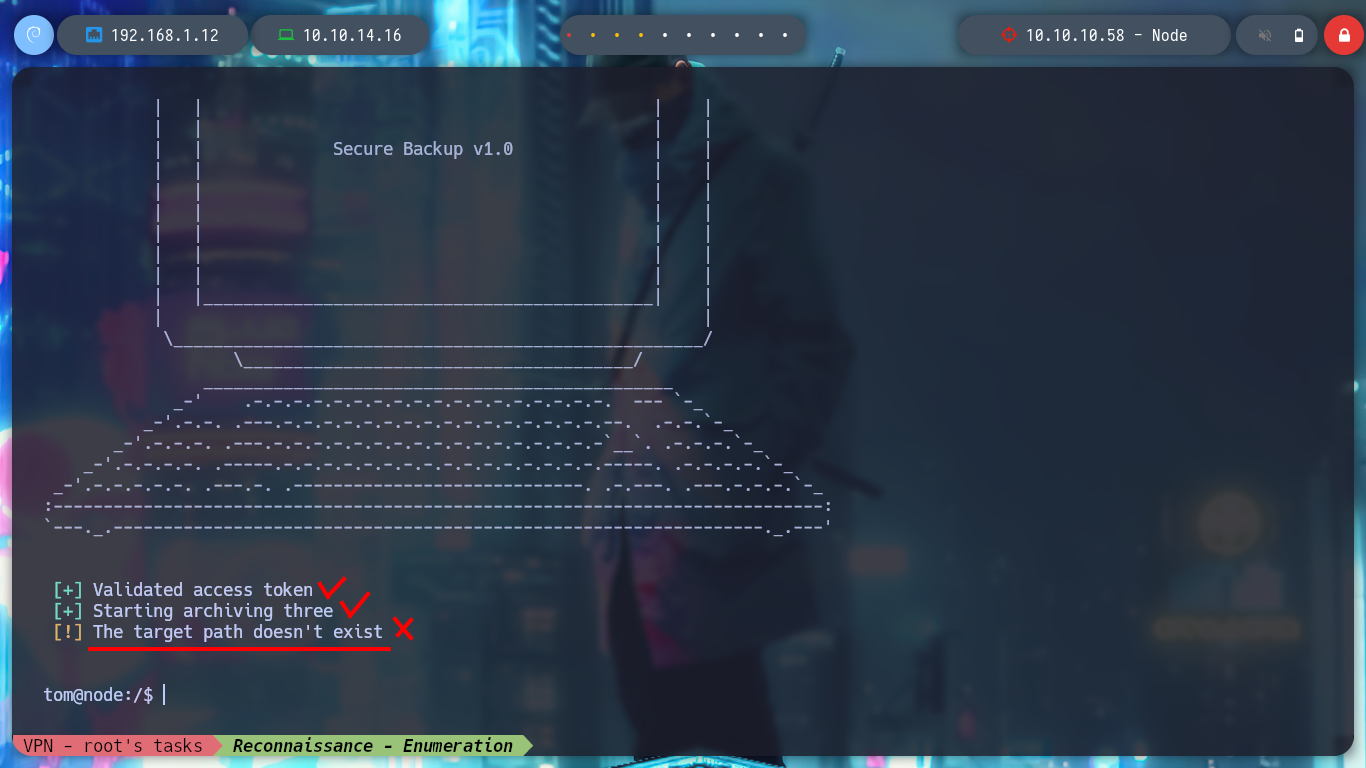 192.168.1.12
10.10.14.16
10.10.10.58 - Node
Secure Backup v1.0
[+] Validated access token
[+] Starting archiving three
[!] The target path doesn't exist
tom@node:/$
VPN - root's tasks
Reconnaissance - Enumeration